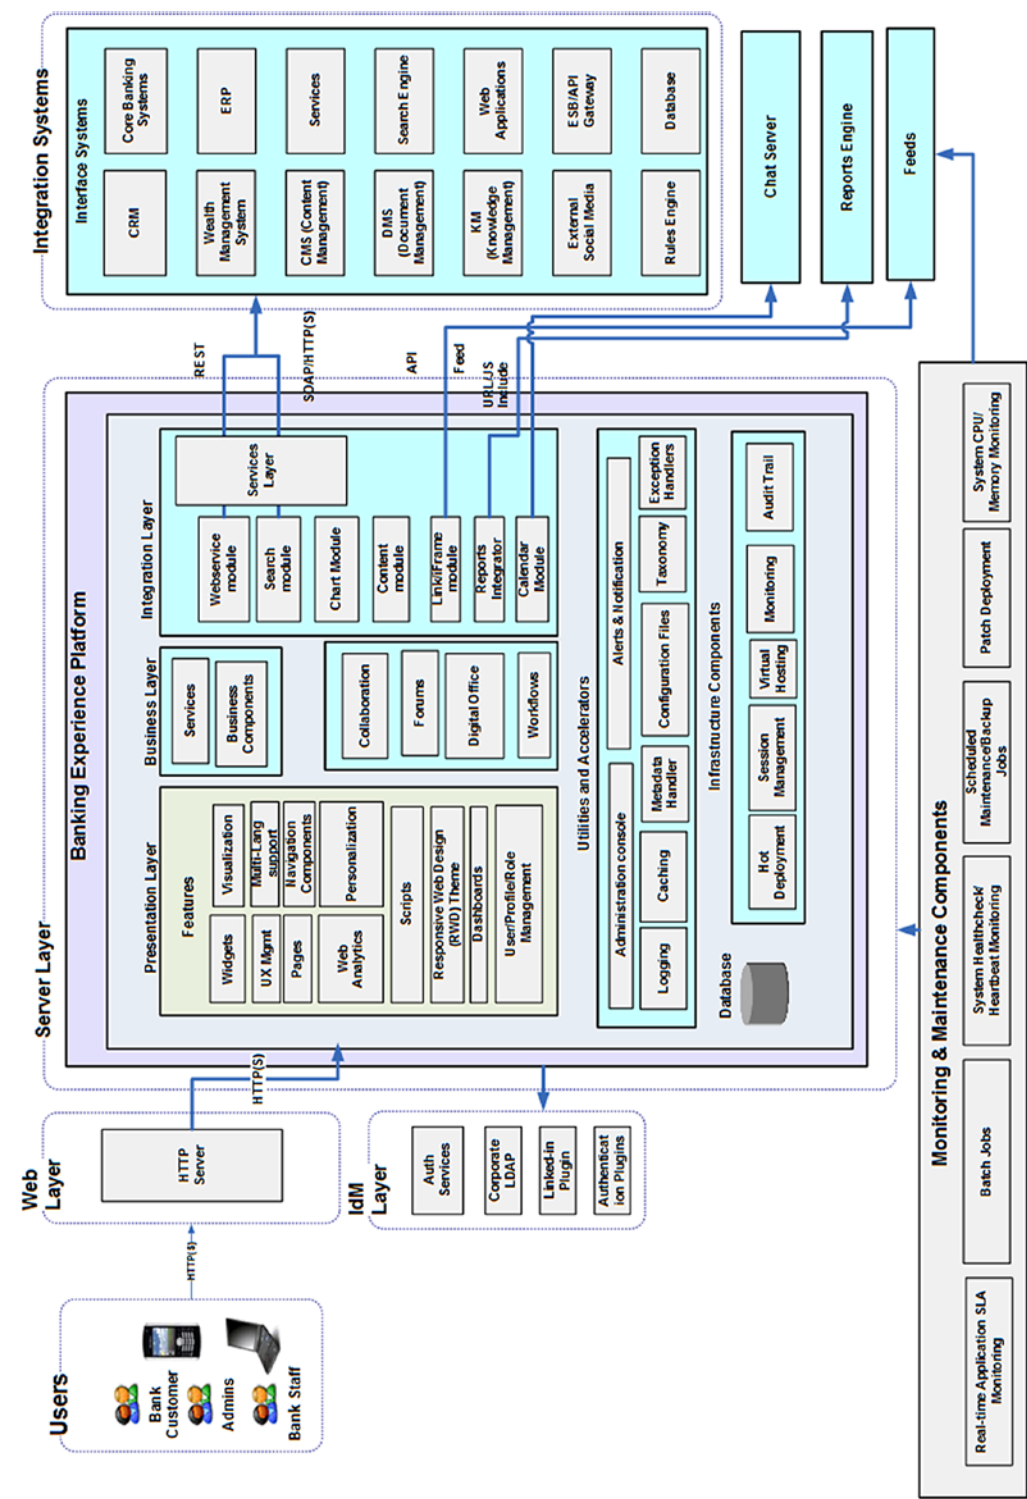 Users
Bank
Customer
Admins
Bank Staff
HTTP(S)
Web
Layer
HTTP
Server
HTTP(S)
IdM
Layer
Auth
Services
Corporate
LDAP
Linked-in
Plugin
Authenticat
ion Plugins
Server Layer
Banking Experience Platform
Presentation Layer
Features
Widgets
Visualization
UX Mgmt
Multi-Lang
support
Pages
Navigation
Components
Web
Analytics
Personalization
Scripts
Responsive Web Design
(RWD) Theme
Dashboards
User/Profile/Role
Management
Business Layer
Services
Business
Components
Collaboration
Forums
Digital Office
Workflows
Integration Layer
Webservice
module
Search
module
Services
Layer
Chart Module
Content
module
Link/iFrame
module
Reports
Integrator
Calendar
Module
Utilities and Accelerators
Administration console
Alerts & Notification
Logging
Caching
Metadada
Handler
Configuration Files
Taxonomy
Exception
Handlers
Database
Infrastructure Components
Hot
Deployment
Session
Management
Virtual
Hosting
Monitoring
Audit Trail
REST
SOAP/HTTP(S)
API
Feed
URL/JS
Include
Integration Systems
Interface Systems
CRM
Core Banking
Systems
Wealth
Management
System
ERP
CMS (Content
Management)
Services
DMS
(Document
Management)
Search Engine
KM
(Knowledge
Management)
Web
Applications
External
Social Media
ESB/API
Gateway
Rules Engine
Database
Chat Server
Reports Engine
Feeds
Monitoring & Maintenance Components
Real-time Application SLA
Monitoring
Batch Jobs
System Healthcheck/
Heartbeat Monitoring
Scheduled
Maintenance/Backup
Jobs
Patch Deployment
System CPU/
Memory Monitoring